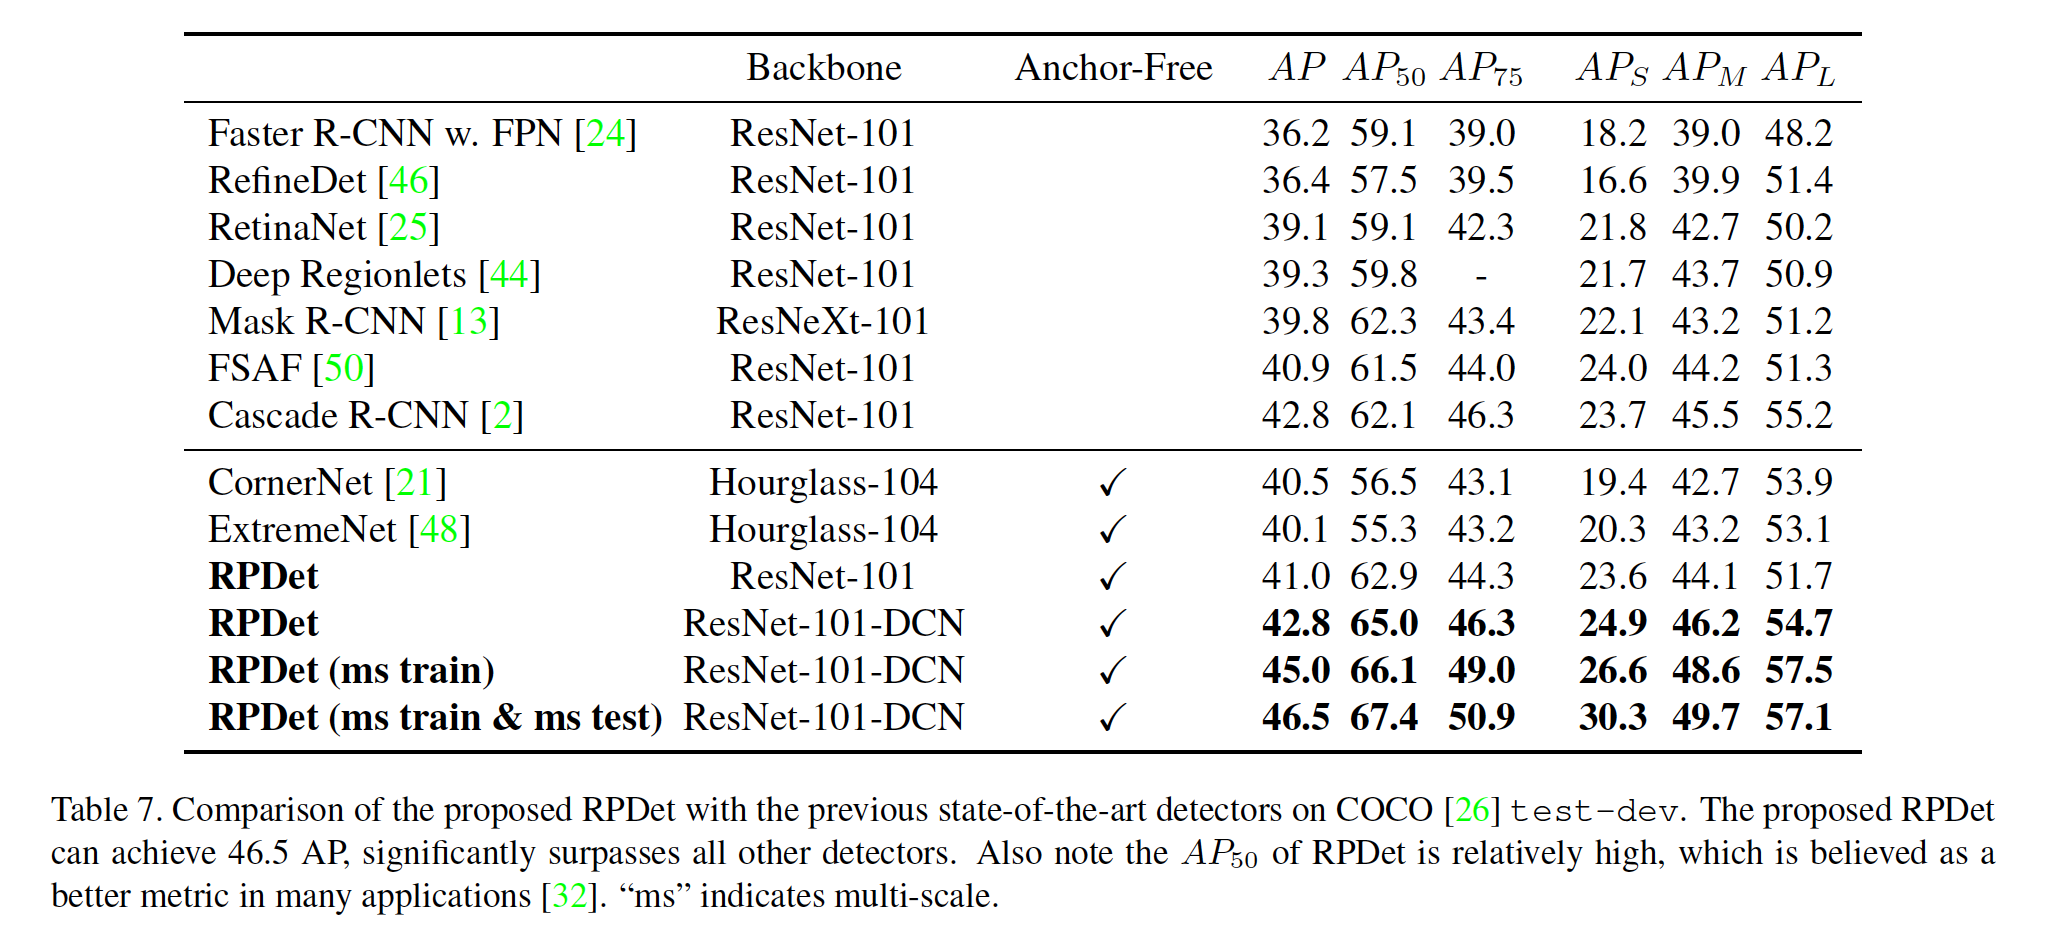 Backbone Anchor-Free AP AP50 AP75 APS APM APL
Faster R-CNN w. FPN [24] ResNet-101 36.2 59.1 39.0 18.2 39.0 48.2
RefineDet [46] ResNet-101 36.4 57.5 39.5 16.6 39.9 51.4
RetinaNet [25] ResNet-101 39.1 59.1 42.3 21.8 42.7 50.2
Deep Regionlets [44] ResNet-101 39.3 59.8 - 21.7 43.7 50.9
Mask R-CNN [13] ResNeXt-101 39.8 62.3 43.4 22.1 43.2 51.2
FSAF [50] ResNet-101 40.9 61.5 44.0 24.0 44.2 51.3
Cascade R-CNN [2] ResNet-101 42.8 62.1 46.3 23.7 45.5 55.2
CornerNet [21] Hourglass-104 ✓ 40.5 56.5 43.1 19.4 42.7 53.9
ExtremeNet [48] Hourglass-104 ✓ 40.1 55.3 43.2 20.3 43.2 53.1
RPDet ResNet-101 ✓ 41.0 62.9 44.3 23.6 44.1 51.7
RPDet ResNet-101-DCN ✓ 42.8 65.0 46.3 24.9 46.2 54.7
RPDet (ms train) ResNet-101-DCN ✓ 45.0 66.1 49.0 26.6 48.6 57.5
RPDet (ms train & ms test) ResNet-101-DCN ✓ 46.5 67.4 50.9 30.3 49.7 57.1
Table 7. Comparison of the proposed RPDet with the previous state-of-the-art detectors on COCO [26] test-dev. The proposed RPDet
can achieve 46.5 AP, significantly surpasses all other detectors. Also note the AP50 of RPDet is relatively high, which is believed as a
better metric in many applications [32]. “ms” indicates multi-scale.